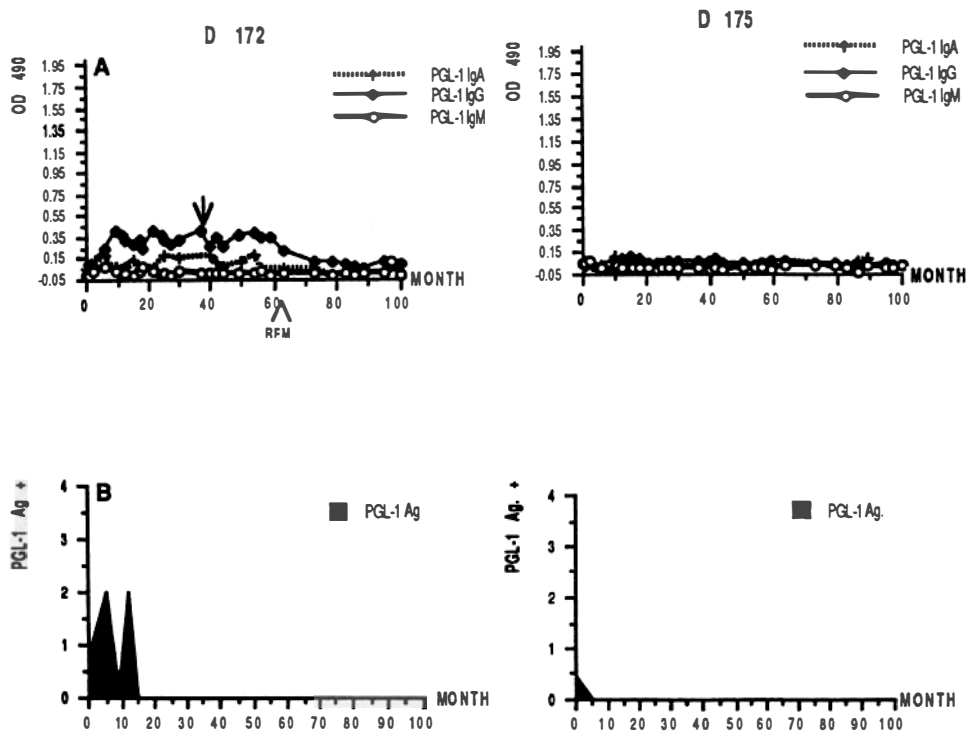 D 172
OD 490
A
1.95
1.75
1.55
1.35
1.15
0.95
0.75
0.55
0.35
0.15
-0.05
PGL-1 IgA
PGL-1 IgG
PGL-1 IgM
0 20 40 60 80 100 MONTH
D 175
OD 490
1.95
1.75
1.55
1.35
1.15
0.95
0.75
0.55
0.35
0.15
-0.05
PGL-1 IgA
PGL-1 IgG
PGL-1 IgM
0 20 40 60 80 100 MONTH
PGL-1 Ag +
B
4
3
2
1
0
PGL-1 Ag
MONTH
0 10 20 30 40 50 60 70 80 90 100
PGL-1 Ag. +
4
3
2
1
0
PGL-1 Ag.
MONTH
0 10 20 30 40 50 60 70 80 90 100